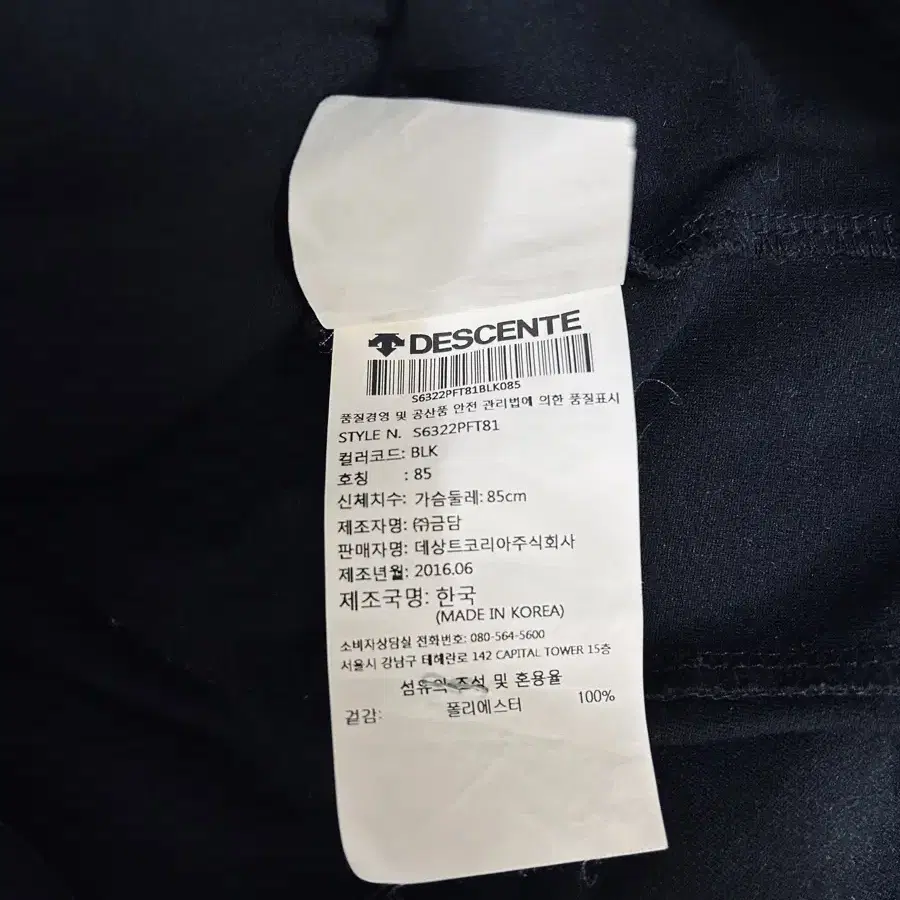 DESCENTE
S6322PFT81BLK085
품질경영 및 공산품 안전 관리법에 의한 품질표시
STYLE N. S6322PFT81
컬러코드: BLK
호칭 : 85
신체치수: 가슴둘레: 85cm
제조자명: ㈜금담
판매자명: 데상트코리아주식회사
제조년월: 2016.06
제조국명: 한국
(MADE IN KOREA)
소비자상담실 전화번호: 080-564-5600
서울시 강남구 테헤란로 142 CAPITAL TOWER 15층
섬유의 조성 및 혼용율
겉감: 폴리에스터 100%